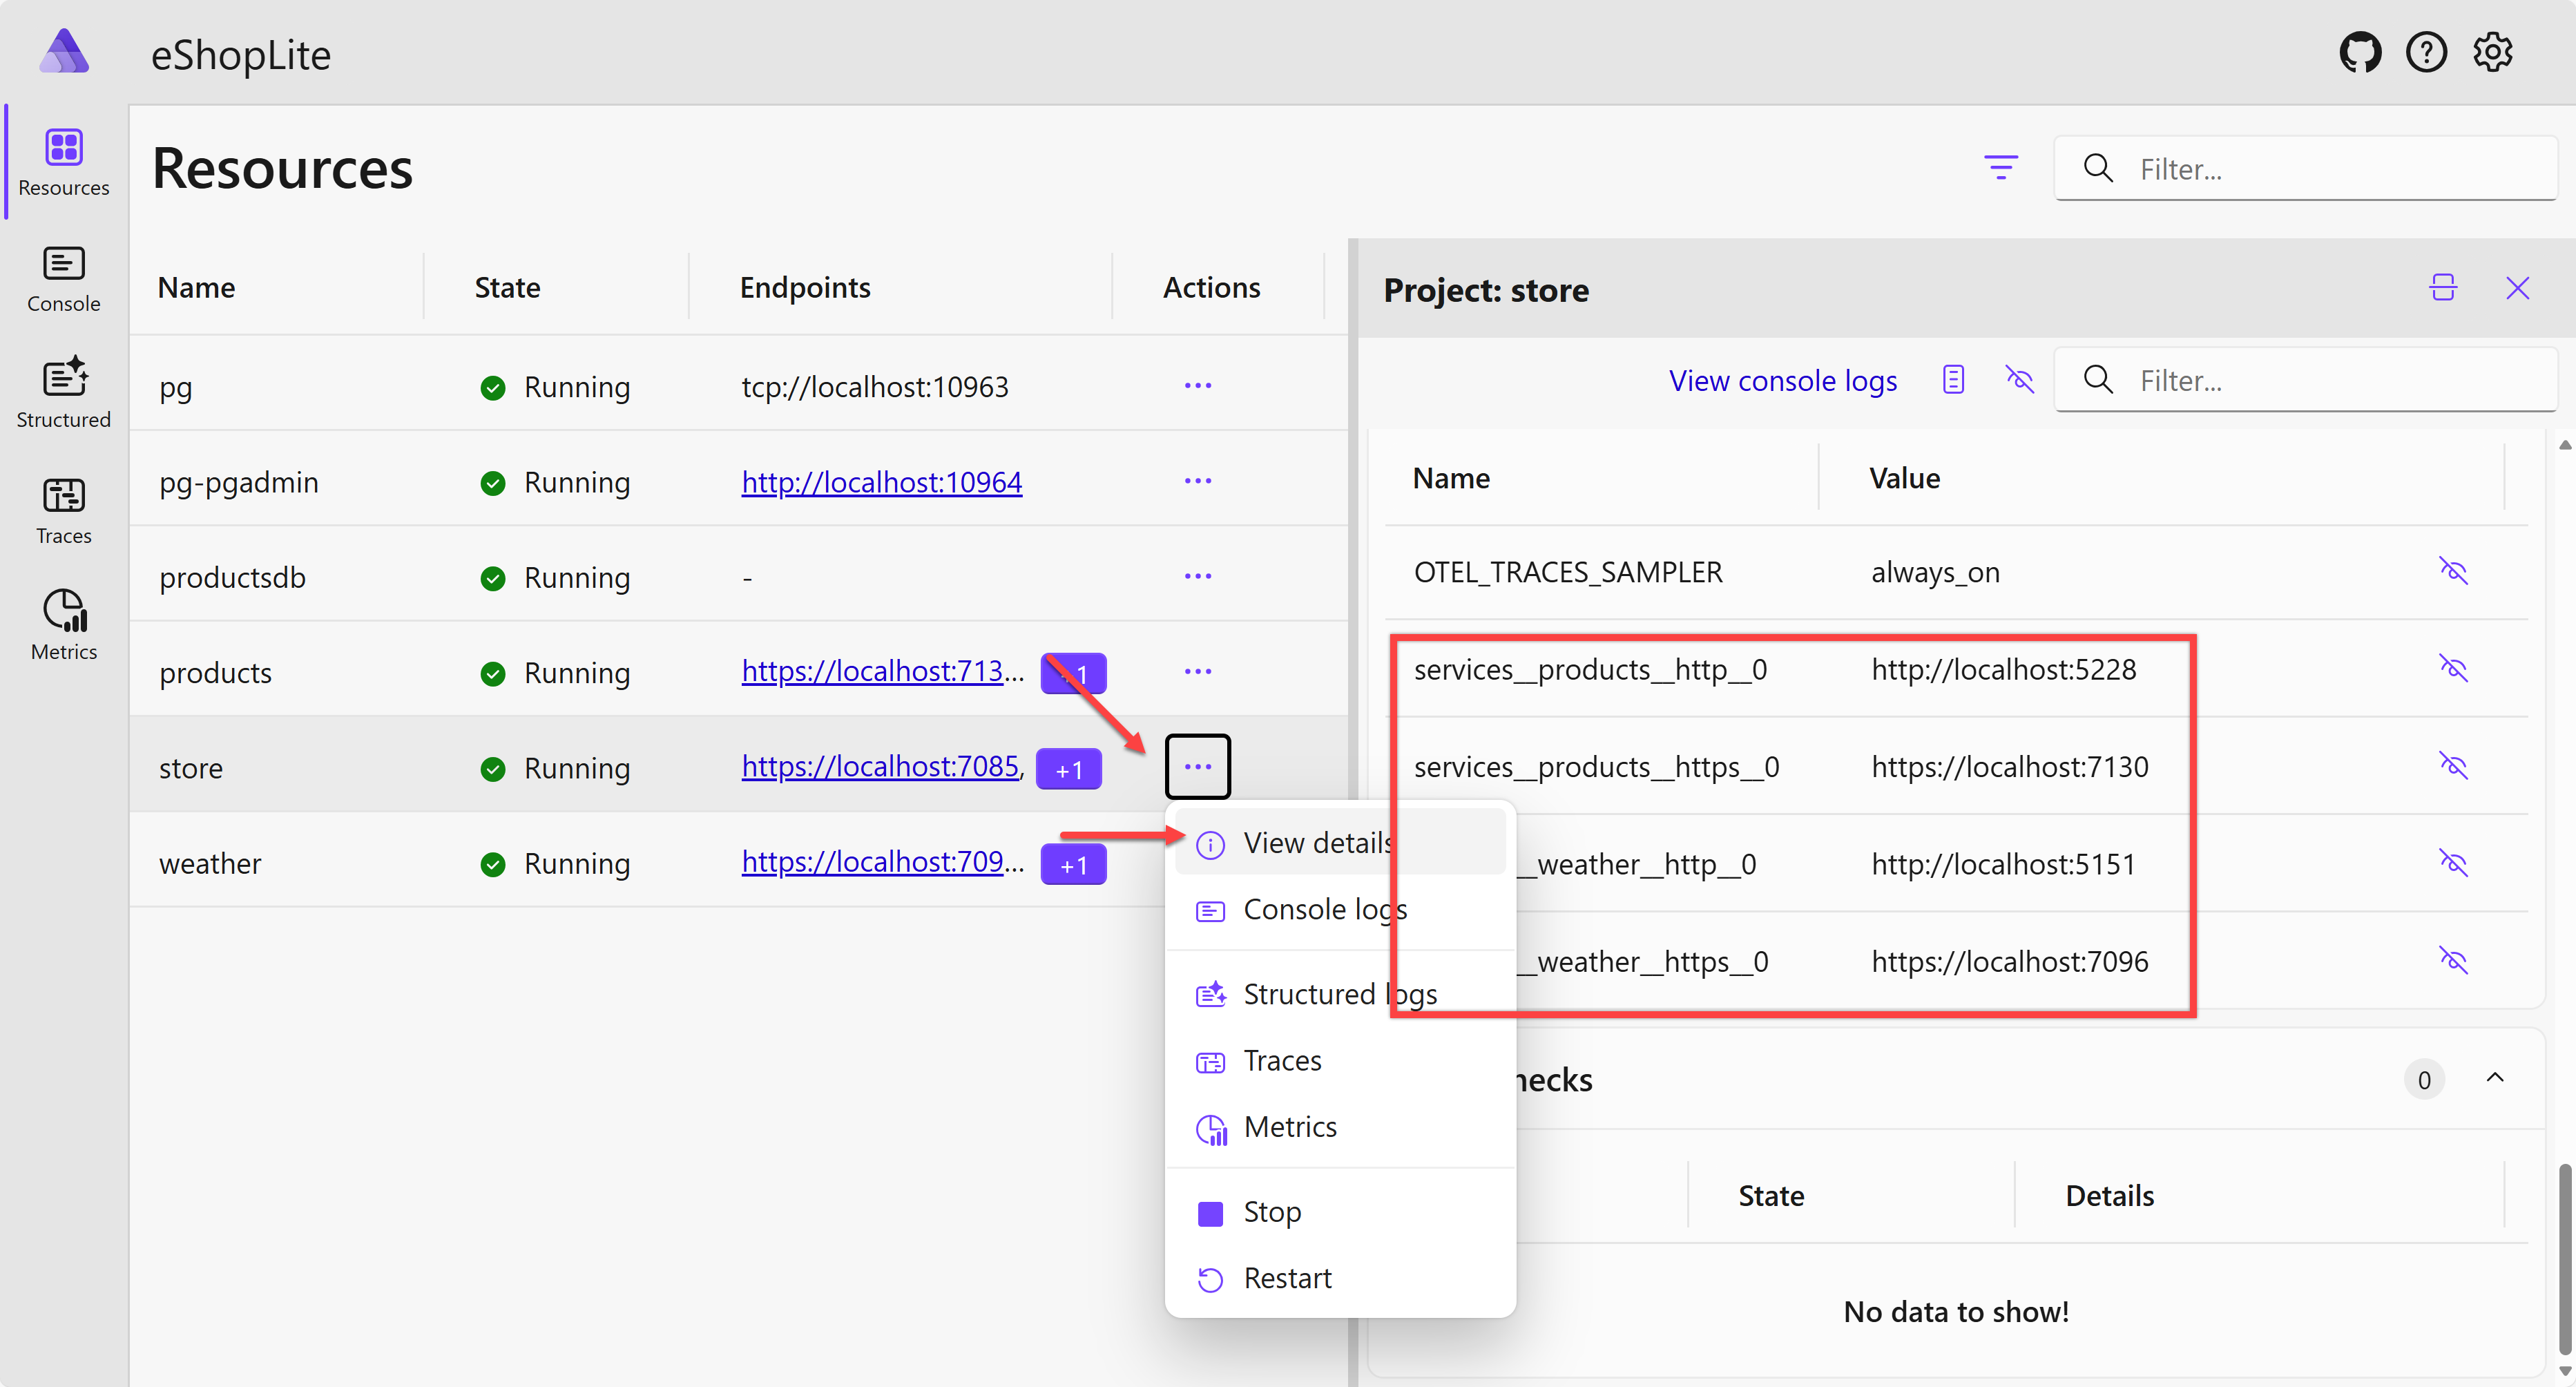 eShopLite
Resources
Console
Structured
Traces
Metrics
Resources
Filter...
Name State Endpoints Actions
pg Running tcp://localhost:10963
pg-pgadmin Running http://localhost:10964
productsdb Running -
products Running https://localhost:713... +1
store Running https://localhost:7085, +1
weather Running https://localhost:709... +1
View details
Console logs
Structured logs
Traces
Metrics
Stop
Restart
Project: store
View console logs
Filter...
Name Value
OTEL_TRACES_SAMPLER always_on
services__products__http__0 http://localhost:5228
services__products__https__0 https://localhost:7130
__weather__http__0 http://localhost:5151
__weather__https__0 https://localhost:7096
hecks 0
State Details
No data to show!